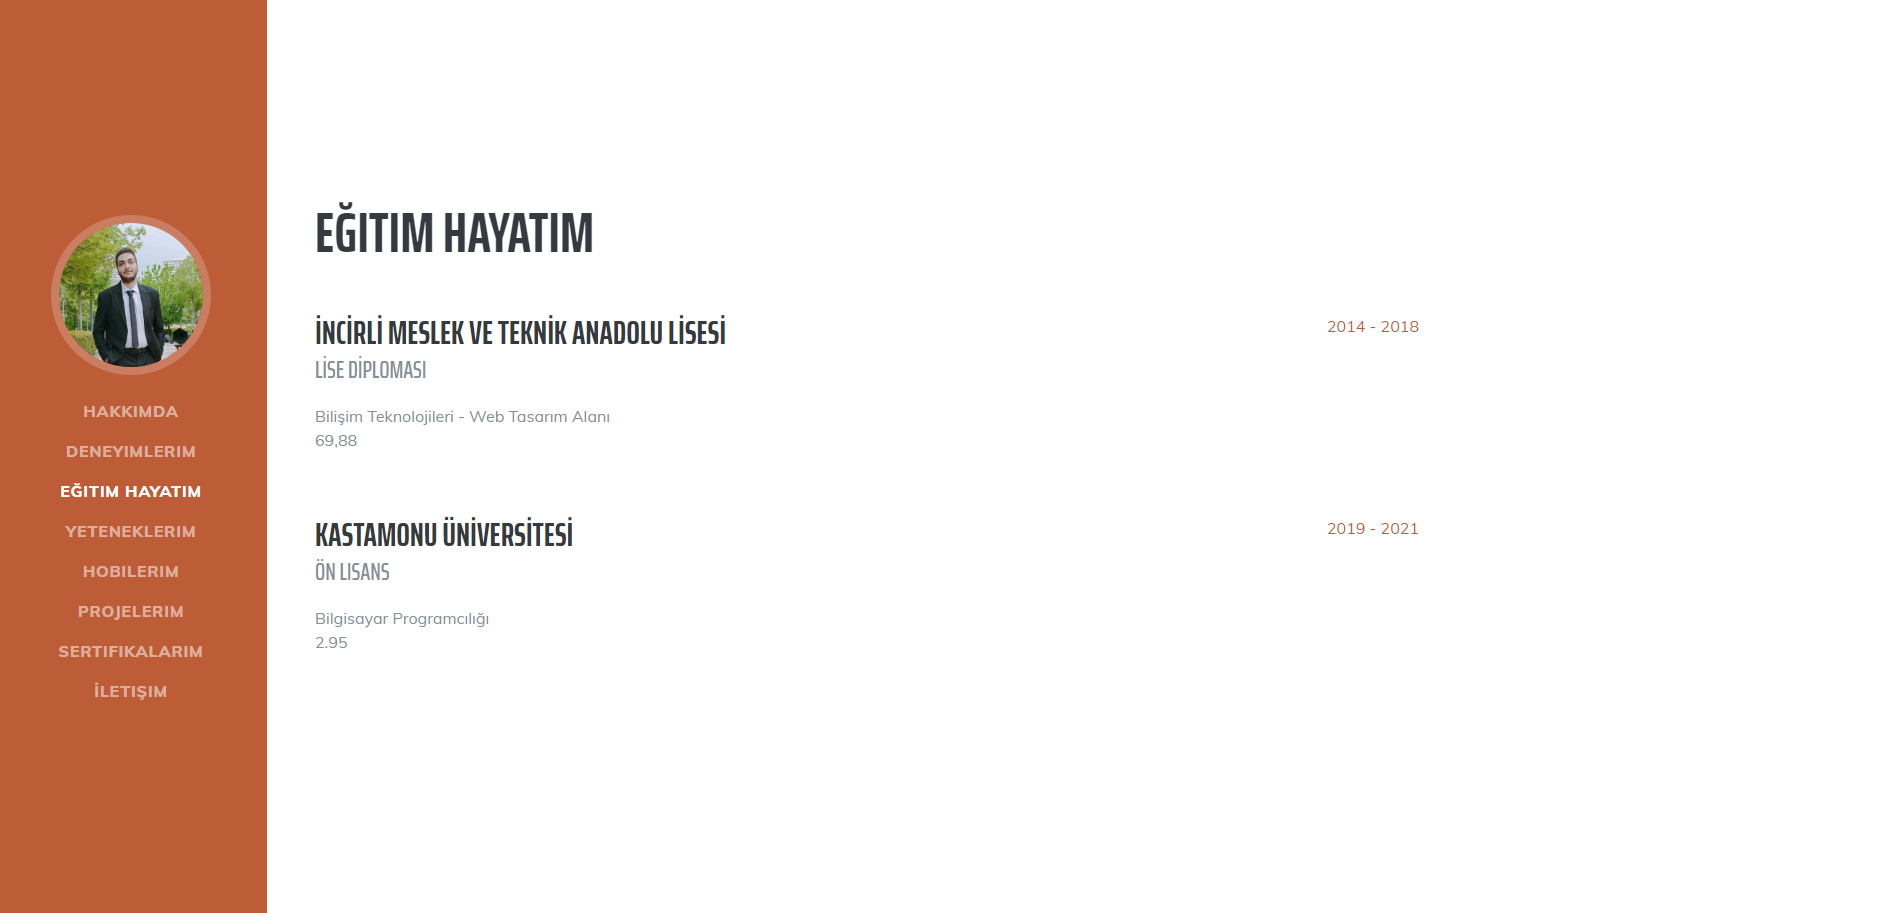 HAKKIMDA
DENEYIMLERIM
EĞITIM HAYATIM
YETENEKLERIM
HOBILERIM
PROJELERIM
SERTIFIKALARIM
İLETIŞIM
EĞITIM HAYATIM
İNCİRLİ MESLEK VE TEKNİK ANADOLU LİSESİ
2014 - 2018
LİSE DİPLOMASI
Bilişim Teknolojileri - Web Tasarım Alanı
69,88
KASTAMONU ÜNİVERSİTESİ
2019 - 2021
ÖN LISANS
Bilgisayar Programcılığı
2.95